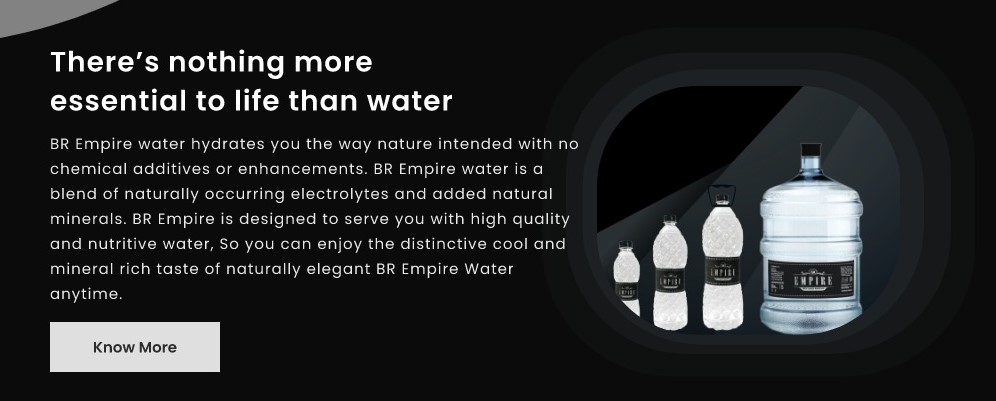 There’s nothing more
essential to life than water
BR Empire water hydrates you the way nature intended with no
chemical additives or enhancements. BR Empire water is a
blend of naturally occurring electrolytes and added natural
minerals. BR Empire is designed to serve you with high quality
and nutritive water, So you can enjoy the distinctive cool and
mineral rich taste of naturally elegant BR Empire Water
anytime.
Know More
EMPIRE
EMPIRE
EMPIRE
EMPIRE